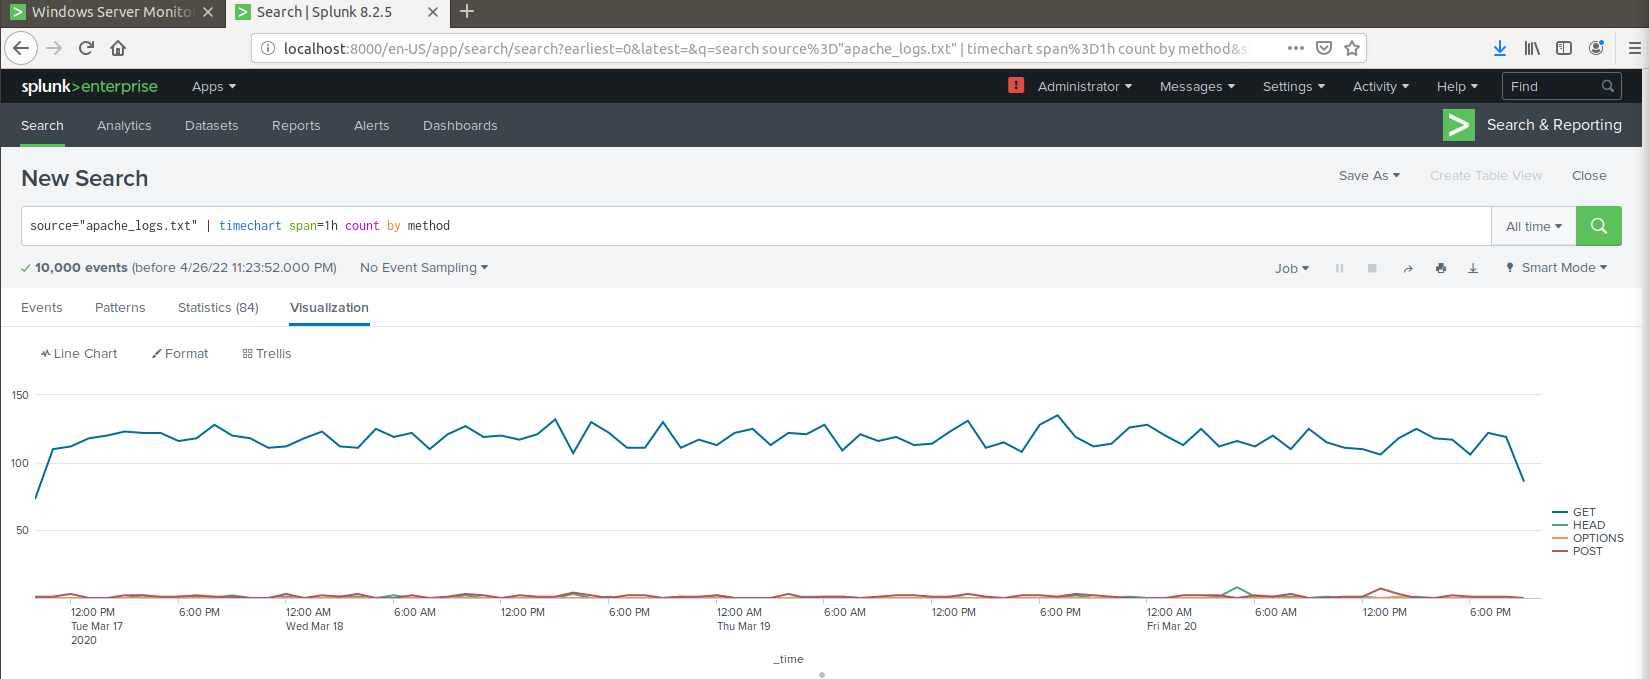 Windows Server Monito
Search | Splunk 8.2.5
localhost:8000/en-US/app/search/search?earliest=0&latest=&q=search source%3D"apache_logs.txt" | timechart span%3D1h count by method&s
splunk>enterprise Apps
! Administrator Messages Settings Activity Help Find
Search Analytics Datasets Reports Alerts Dashboards
> Search & Reporting
New Search
Save As Create Table View Close
source="apache_logs.txt" | timechart span=1h count by method
All time
10,000 events (before 4/26/22 11:23:52.000 PM) No Event Sampling
Job Smart Mode
Events Patterns Statistics (84) Visualization
Line Chart Format Trellis
150
100
50
GET
HEAD
OPTIONS
POST
12:00 PM 6:00 PM 12:00 AM 6:00 AM 12:00 PM 6:00 PM 12:00 AM 6:00 AM 12:00 PM 6:00 PM 12:00 AM 6:00 AM 12:00 PM 6:00 PM
Tue Mar 17 Wed Mar 18 Thu Mar 19 Fri Mar 20
2020
_time